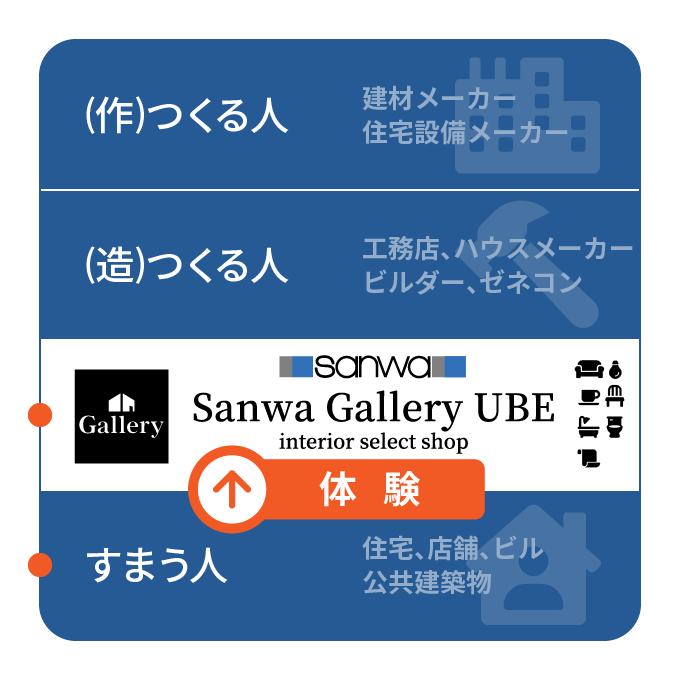 (作)つくる人
建材メーカー
住宅設備メーカー
(造)つくる人
工務店、ハウスメーカー
ビルダー、ゼネコン
Gallery
sanwa
Sanwa Gallery UBE
interior select shop
体 験
すまう人
住宅、店舗、ビル
公共建築物